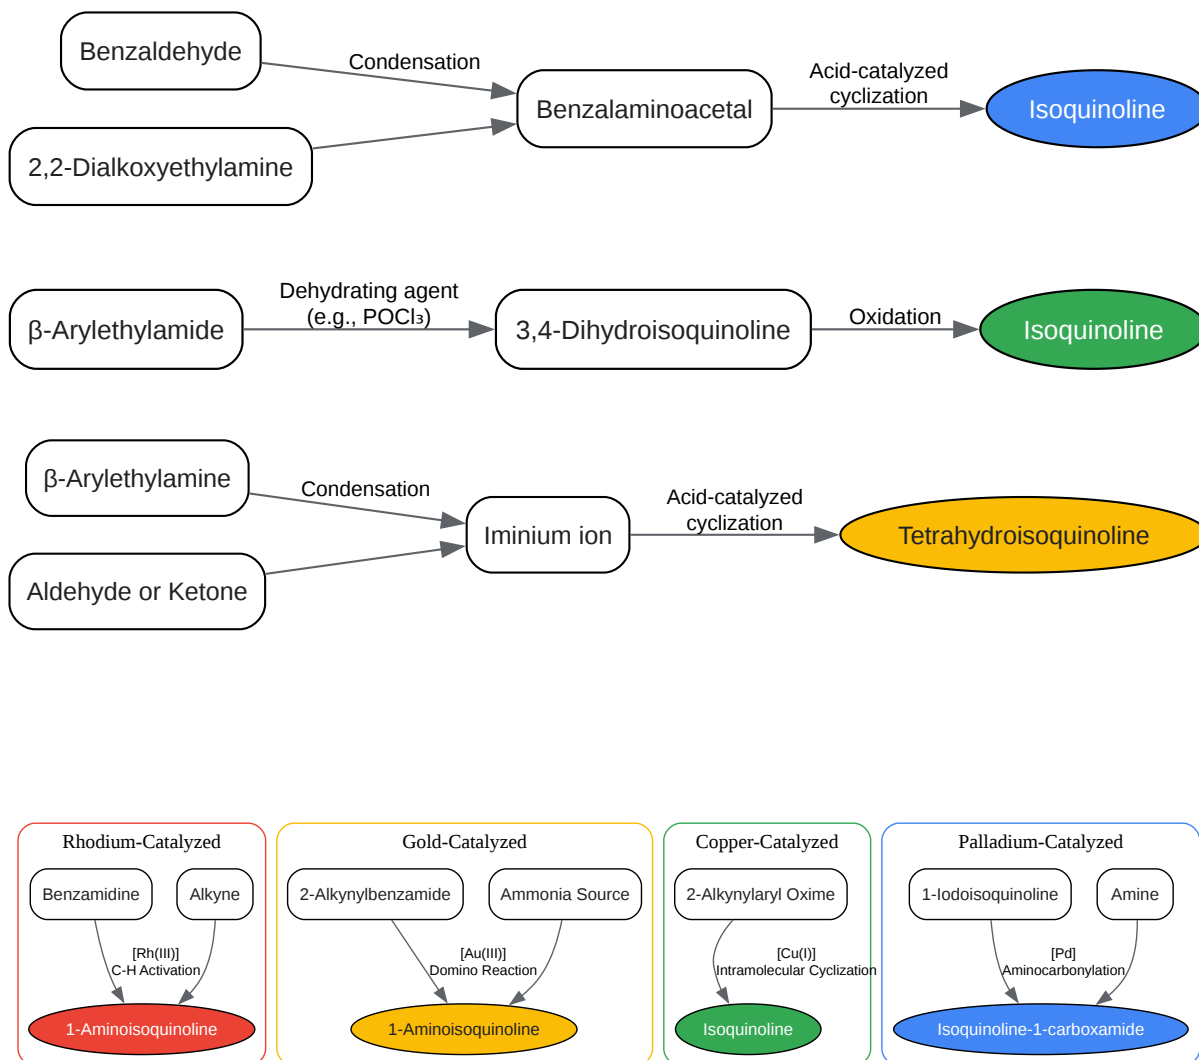 Benzaldehyde
Condensation
2,2-Dialkoxyethylamine
Benzalaminoacetal
Acid-catalyzed
cyclization
Isoquinoline
β-Arylethylamide
Dehydrating agent
(e.g., POCl₃)
3,4-Dihydroisoquinoline
Oxidation
Isoquinoline
β-Arylethylamine
Condensation
Aldehyde or Ketone
Iminium ion
Acid-catalyzed
cyclization
Tetrahydroisoquinoline
Rhodium-Catalyzed
Benzamidine
Alkyne
[Rh(III)]
C-H Activation
1-Aminoisoquinoline
Gold-Catalyzed
2-Alkynylbenzamide
Ammonia Source
[Au(III)]
Domino Reaction
1-Aminoisoquinoline
Copper-Catalyzed
2-Alkynylaryl Oxime
[Cu(I)]
Intramolecular Cyclization
Isoquinoline
Palladium-Catalyzed
1-Iodoisoquinoline
Amine
[Pd]
Aminocarbonylation
Isoquinoline-1-carboxamide